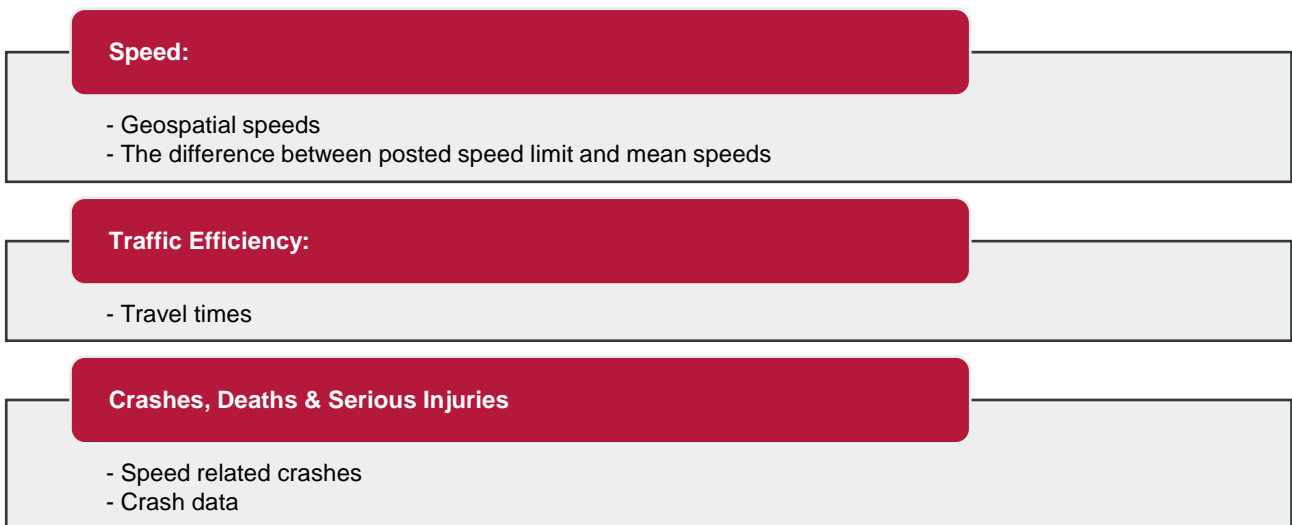 Speed:
- Geospatial speeds
- The difference between posted speed limit and mean speeds
Traffic Efficiency:
- Travel times
Crashes, Deaths & Serious Injuries
- Speed related crashes
- Crash data